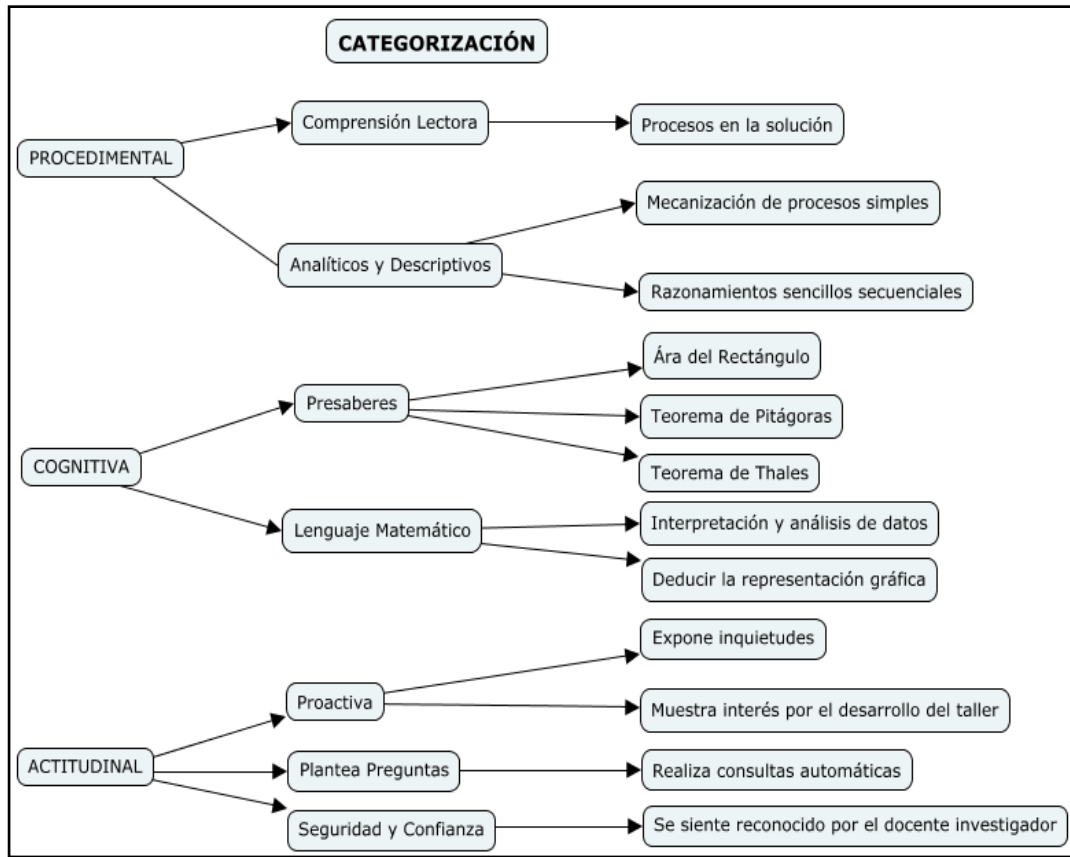 CATEGORIZACIÓN
PROCEDIMENTAL
Comprensión Lectora
Procesos en la solución
Analíticos y Descriptivos
Mecanización de procesos simples
Razonamientos sencillos secuenciales
COGNITIVA
Presaberes
Ára del Rectángulo
Teorema de Pitágoras
Teorema de Thales
Lenguaje Matemático
Interpretación y análisis de datos
Deducir la representación gráfica
ACTITUDINAL
Proactiva
Expone inquietudes
Muestra interés por el desarrollo del taller
Plantea Preguntas
Realiza consultas automáticas
Seguridad y Confianza
Se siente reconocido por el docente investigador